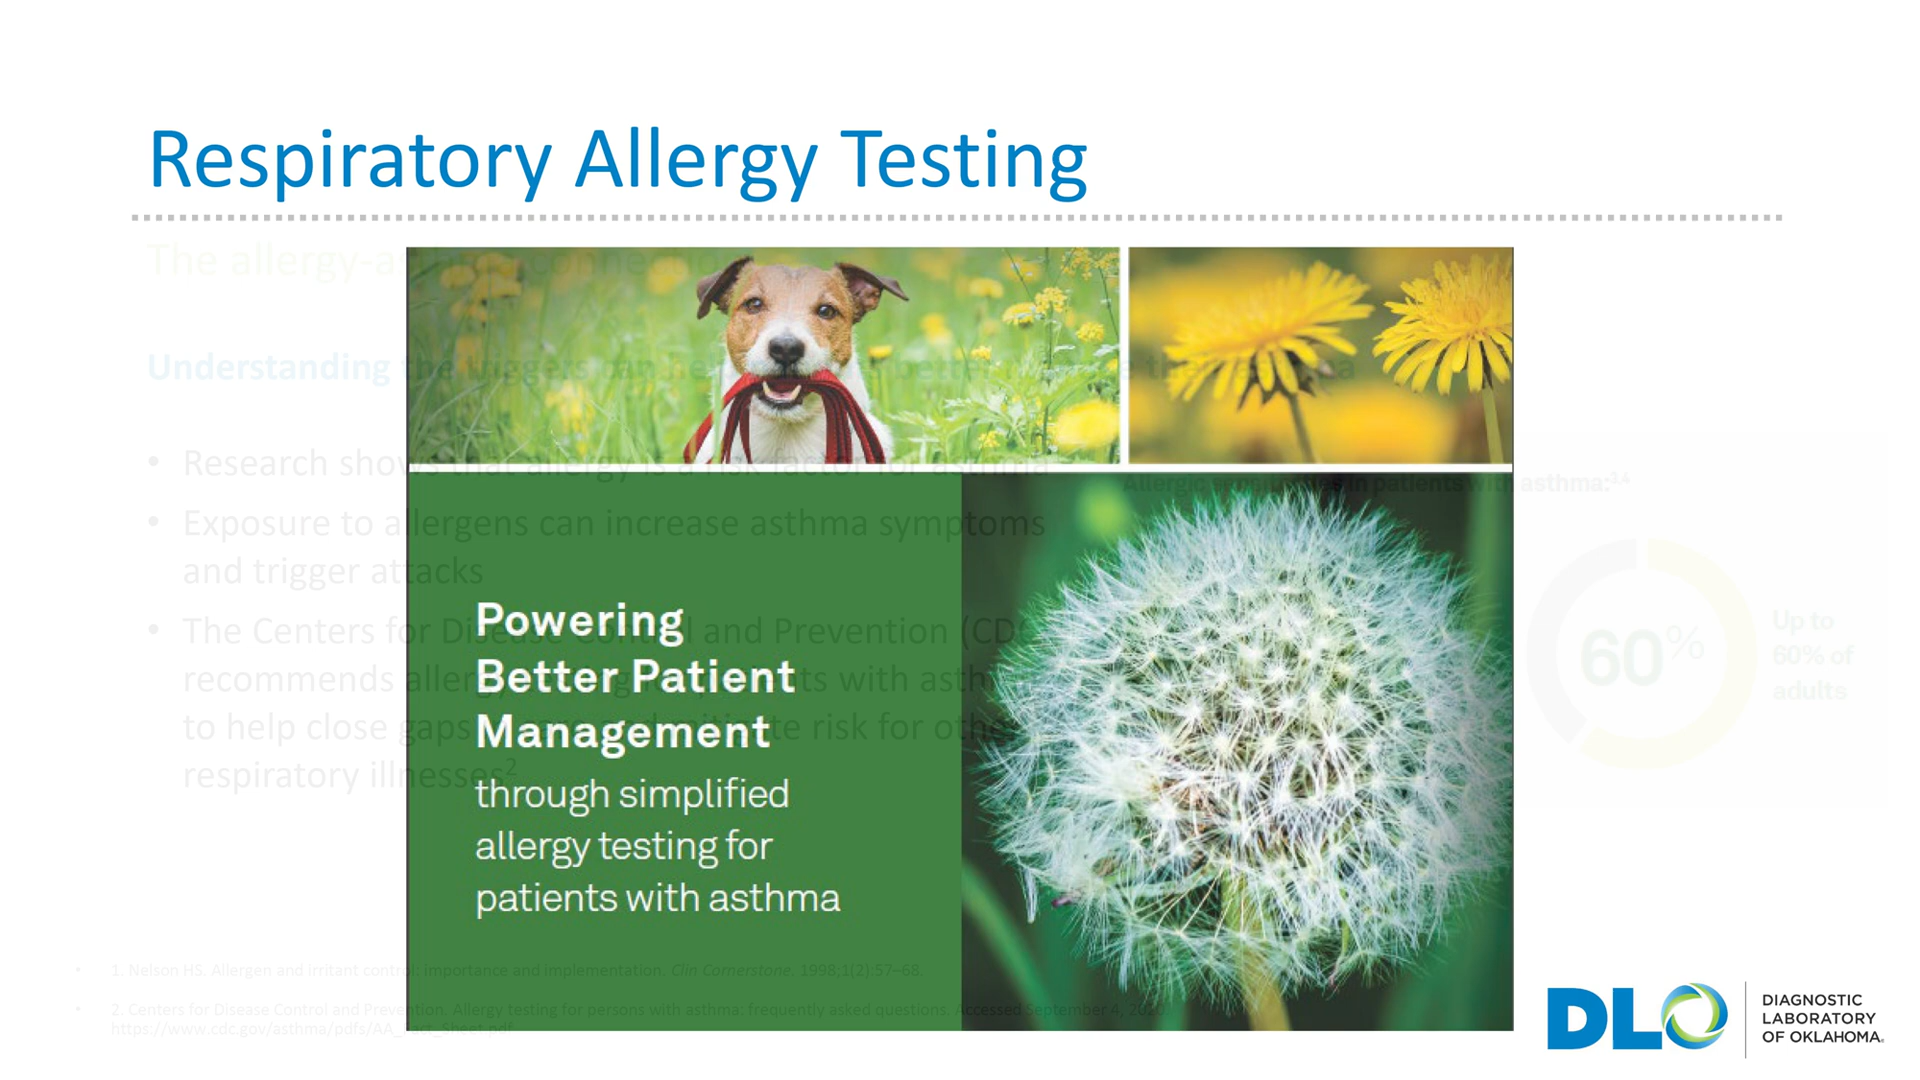 Respiratory Allergy Testing
The allergy-asthma connection
Understanding the triggers can help patients better manage their asthma
• Research shows that allergy is a risk factor for asthma
• Exposure to allergens can increase asthma symptoms
and trigger attacks
• The Centers for Disease Control and Prevention (CDC)
recommends allergy testing for patients with asthma
to help close gaps in care and mitigate risk for other
respiratory illnesses2
Allergic sensitivities in patients with asthma:3,4
60%
Up to
60% of
adults
Powering
Better Patient
Management
through simplified
allergy testing for
patients with asthma
• 1. Nelson HS. Allergen and irritant control: importance and implementation. Clin Cornerstone. 1998;1(2):57–68.
• 2. Centers for Disease Control and Prevention. Allergy testing for persons with asthma: frequently asked questions. Accessed September 4, 2020.
https://www.cdc.gov/asthma/pdfs/AA_Fact_Sheet.pdf
DLO
DIAGNOSTIC
LABORATORY
OF OKLAHOMA